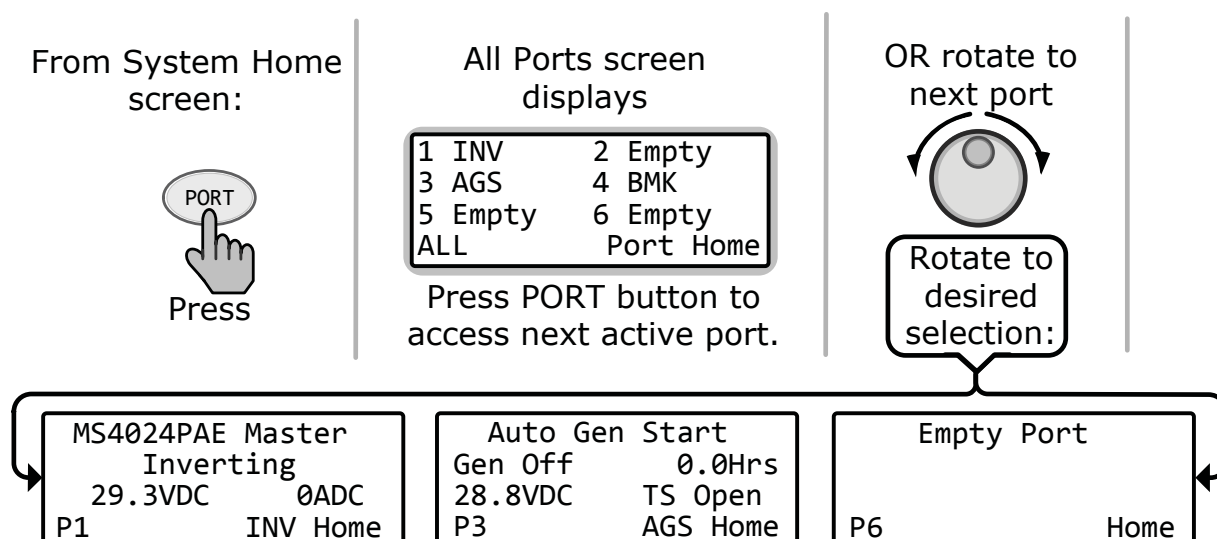 From System Home
screen:
PORT
Press
All Ports screen
displays
1 INV 2 Empty
3 AGS 4 BMK
5 Empty 6 Empty
ALL Port Home
Press PORT button to
access next active port.
OR rotate to
next port
Rotate to
desired
selection:
MS4024PAE Master
Inverting
29.3VDC 0ADC
P1 INV Home
Auto Gen Start
Gen Off 0.0Hrs
28.8VDC TS Open
P3 AGS Home
Empty Port
P6 Home